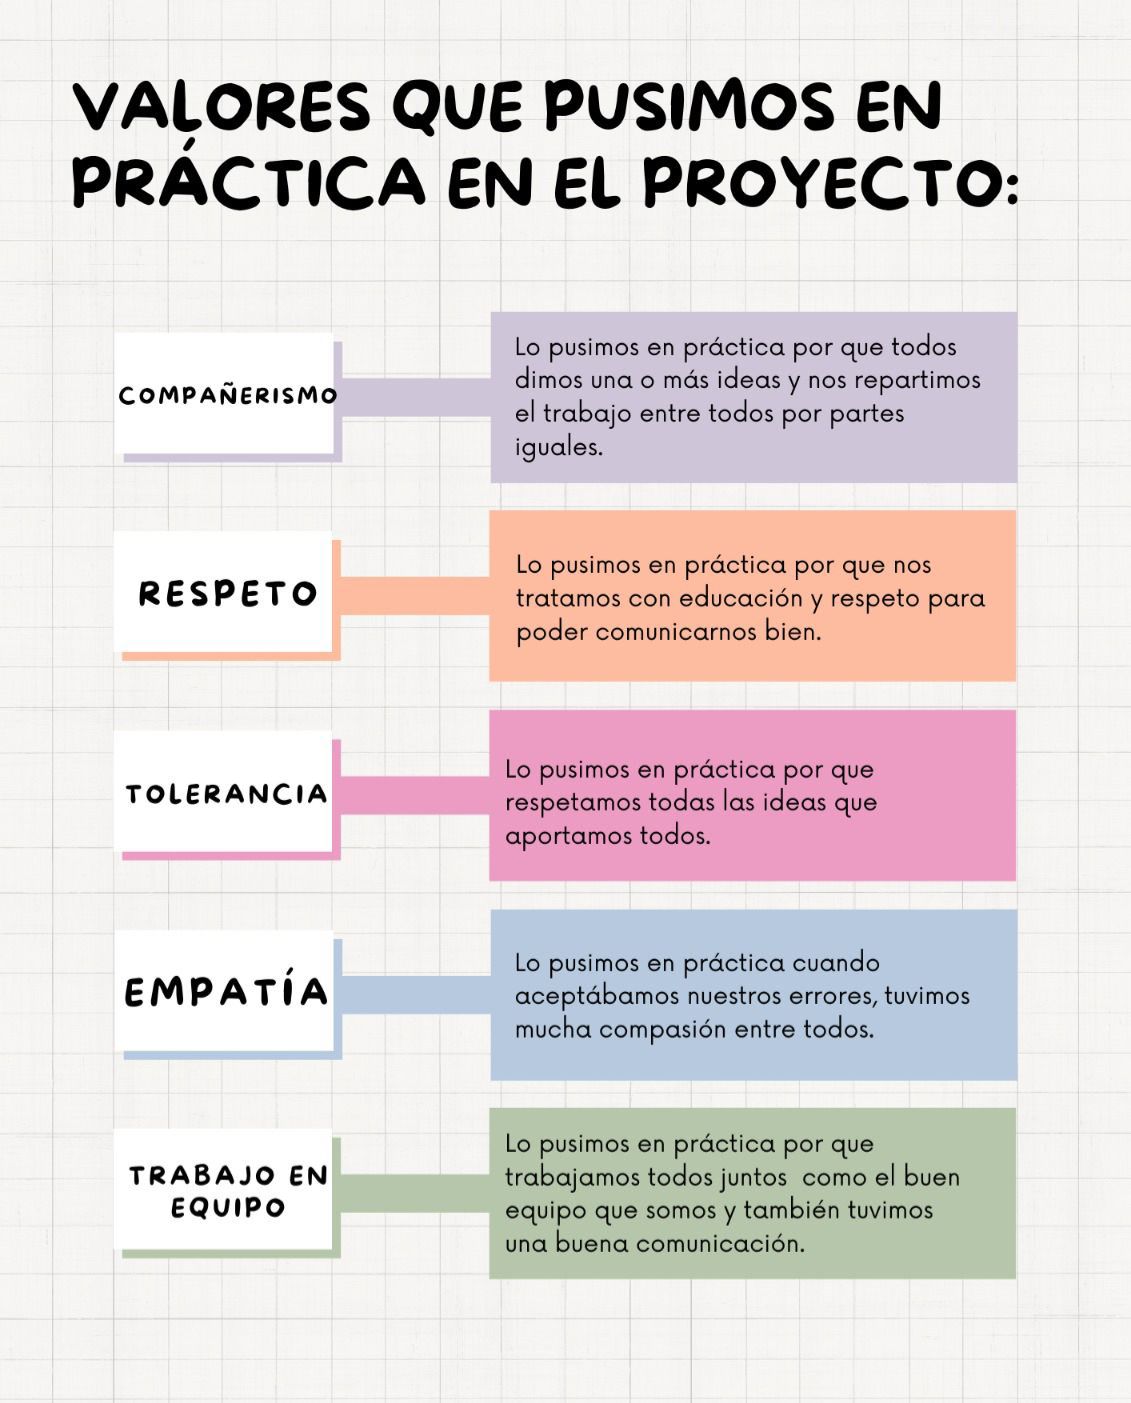 VALORES QUE PUSIMOS EN
PRÁCTICA EN EL PROYECTO:
COMPAÑERISMO
Lo pusimos en práctica por que todos
dimos una o más ideas y nos repartimos
el trabajo entre todos por partes
iguales.
RESPETO
Lo pusimos en práctica por que nos
tratamos con educación y respeto para
poder comunicarnos bien.
TOLERANCIA
Lo pusimos en práctica por que
respetamos todas las ideas que
aportamos todos.
EMPATÍA
Lo pusimos en práctica cuando
aceptábamos nuestros errores, tuvimos
mucha compasión entre todos.
TRABAJO EN
EQUIPO
Lo pusimos en práctica por que
trabajamos todos juntos  como el buen
equipo que somos y también tuvimos
una buena comunicación.